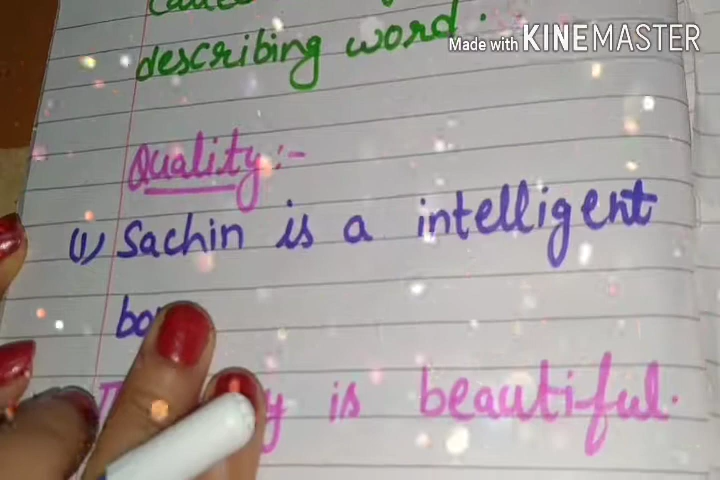 describing word.
Made with KINEMASTER
Quality :-
(1) Sachin is a intelligent
is beautiful.